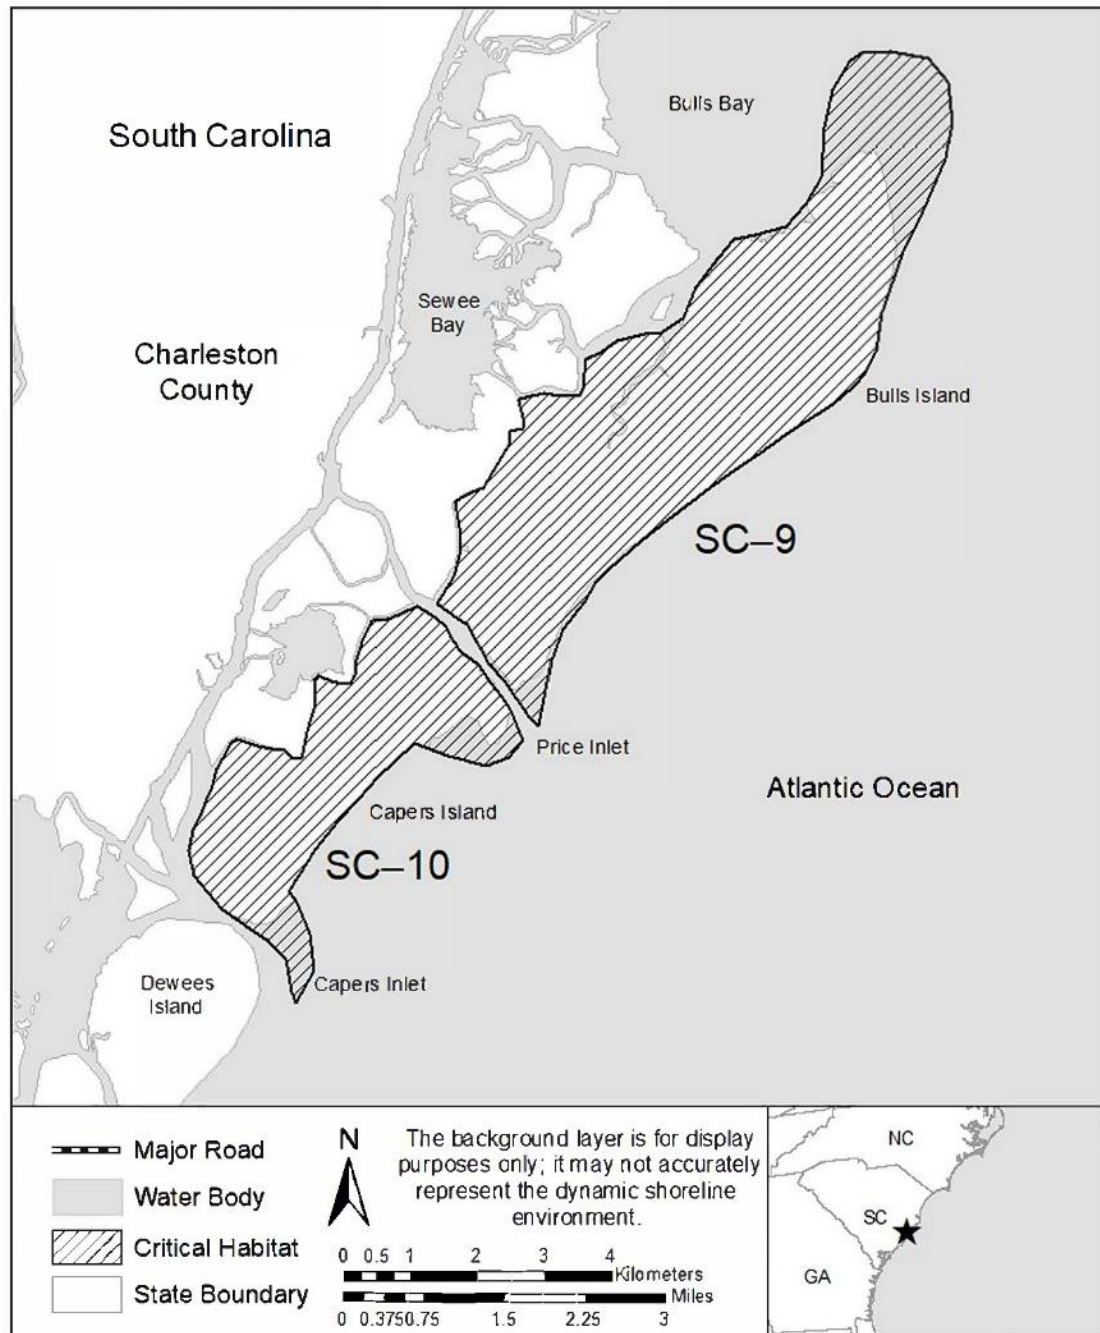 South Carolina
Bulls Bay
Sewee
Bay
Charleston
County
Bulls Island
SC–9
Price Inlet
Atlantic Ocean
Capers Island
SC–10
Capers Inlet
Dewees
Island
Major Road
Water Body
Critical Habitat
State Boundary
N
The background layer is for display
purposes only; it may not accurately
represent the dynamic shoreline
environment.
0 0.5 1 2 3 4
Kilometers
Miles
0 0.375 0.75 1.5 2.25 3
NC
SC
GA